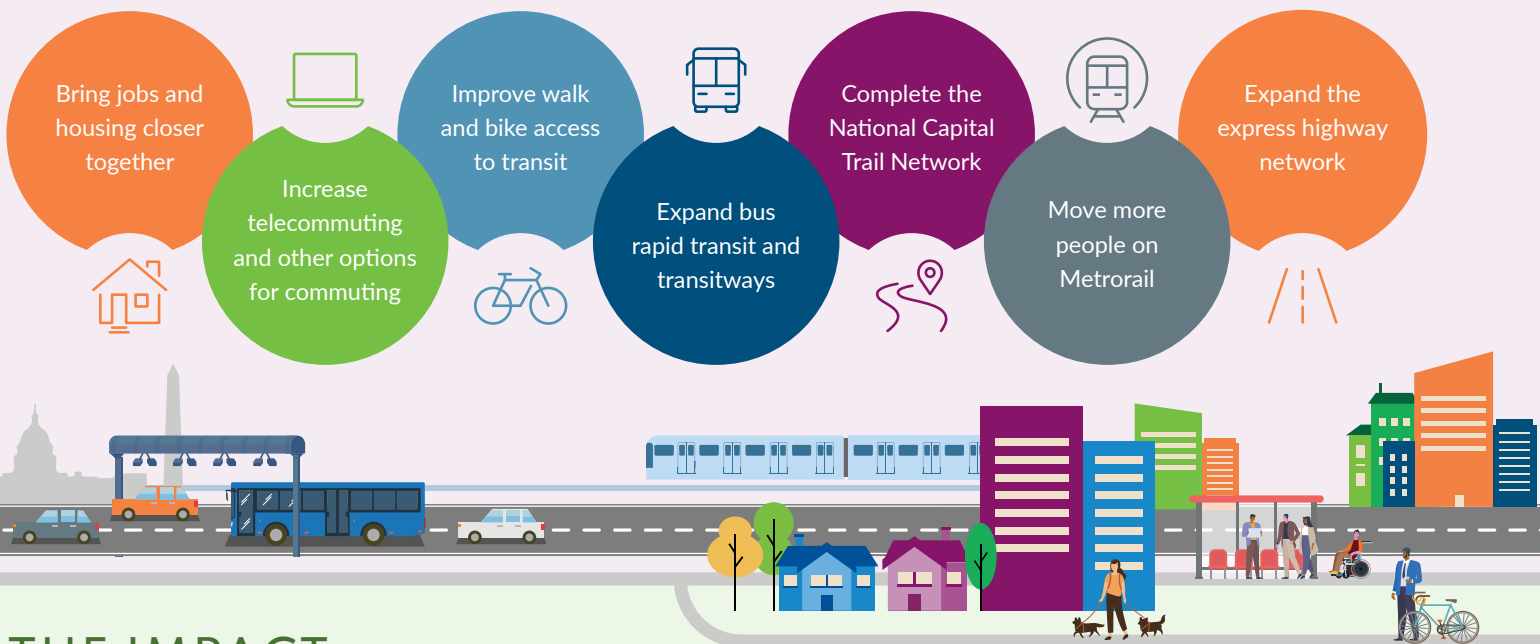 Bring jobs and
housing closer
together
Increase
telecommuting
and other options
for commuting
Improve walk
and bike access
to transit
Expand bus
rapid transit and
transitways
Complete the
National Capital
Trail Network
Move more
people on
Metrorail
Expand the
express highway
network
THE IMPACT